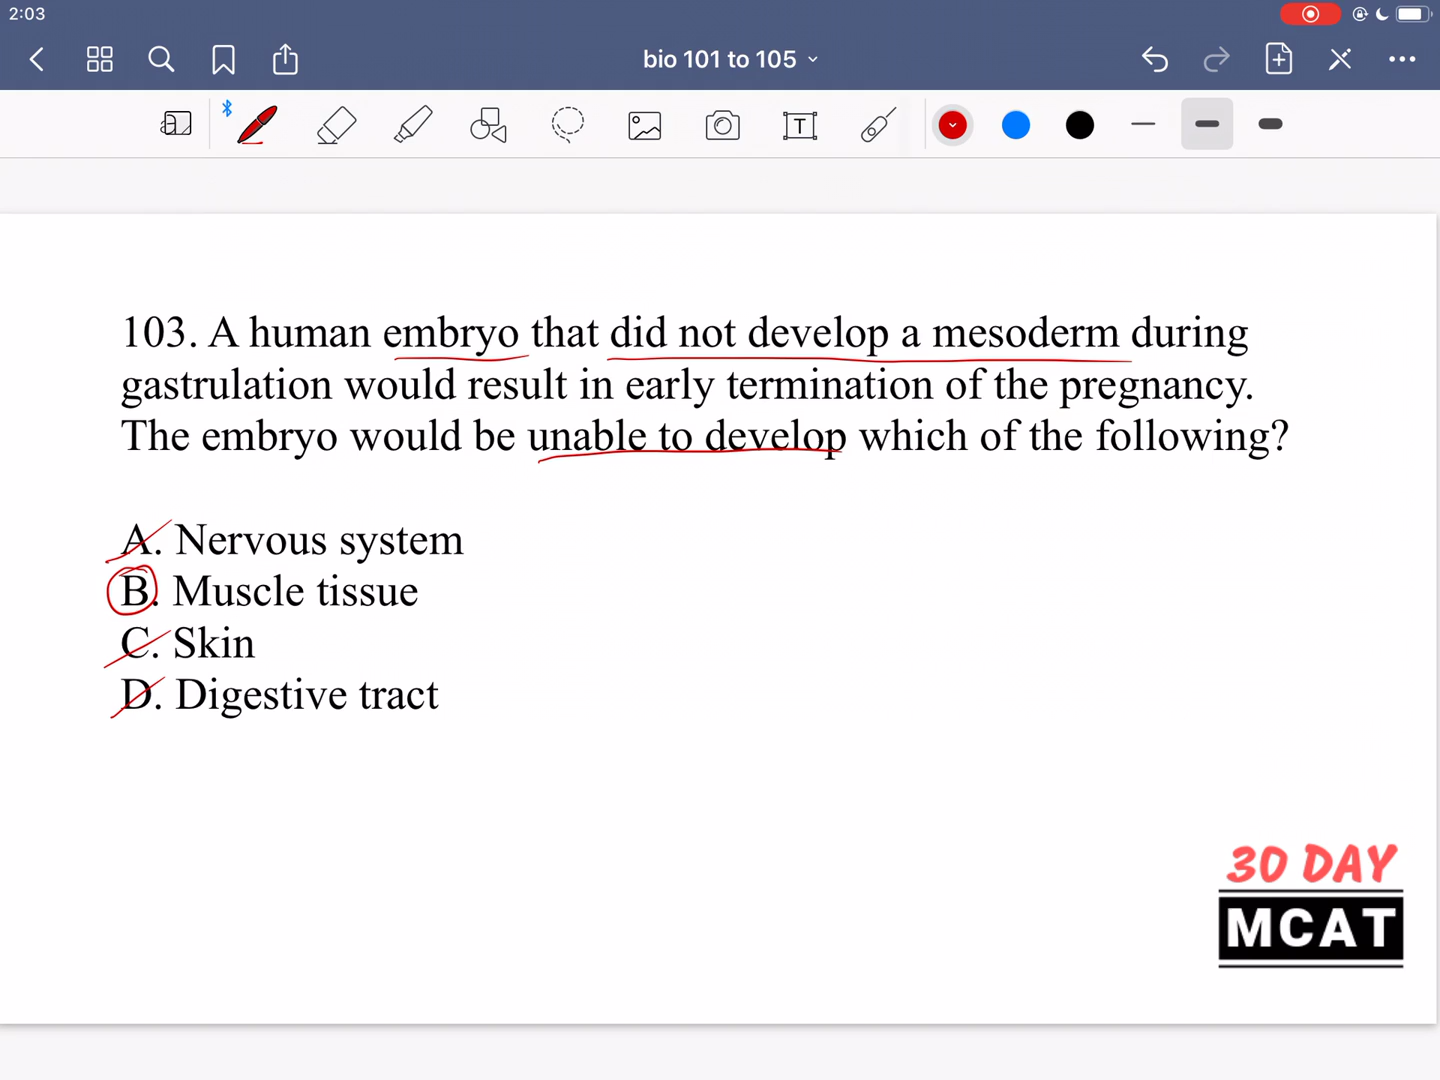 2:03
bio 101 to 105
T
103. A human embryo that did not develop a mesoderm during
gastrulation would result in early termination of the pregnancy.
The embryo would be unable to develop which of the following?
A. Nervous system
B. Muscle tissue
C. Skin
D. Digestive tract
30 DAY
MCAT